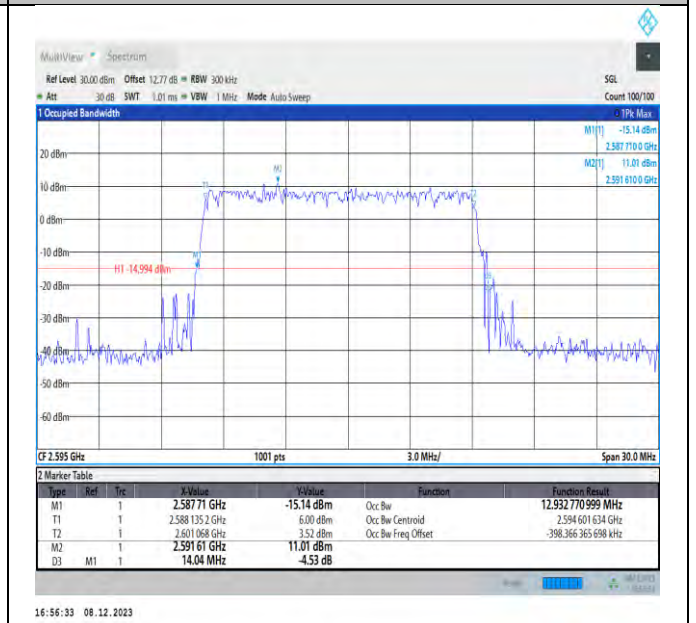 MultiView Spectrum
Ref Level 30.00 dBm Offset 12.77 dB RBW 300 kHz SGL
Att 30 dB SWT 1.01 ms VBW 1 MHz Mode Auto Sweep Count 100/100
1 Occupied Bandwidth 1Pk Max
M1[1] -15.14 dBm
2.587 710 0 GHz
M2[1] 11.01 dBm
2.591 610 0 GHz
20 dBm
M2
T1
T2
10 dBm
0 dBm
-10 dBm
M1
H1 -14.994 dBm
-20 dBm
-30 dBm
-40 dBm
-50 dBm
-60 dBm
CF 2.595 GHz 1001 pts 3.0 MHz/ Span 30.0 MHz
2 Marker Table
Type Ref Trc X-Value Y-Value Function Function Result
M1 1 2.587 71 GHz -15.14 dBm Occ Bw 12.932 770 999 MHz
T1 1 2.588 135 2 GHz 6.00 dBm Occ Bw Centroid 2.594 601 634 GHz
T2 1 2.601 068 GHz 3.52 dBm Occ Bw Freq Offset -398.366 365 698 kHz
M2 1 2.591 61 GHz 11.01 dBm
D3 M1 1 14.04 MHz -4.53 dB
16:56:33 08.12.2023